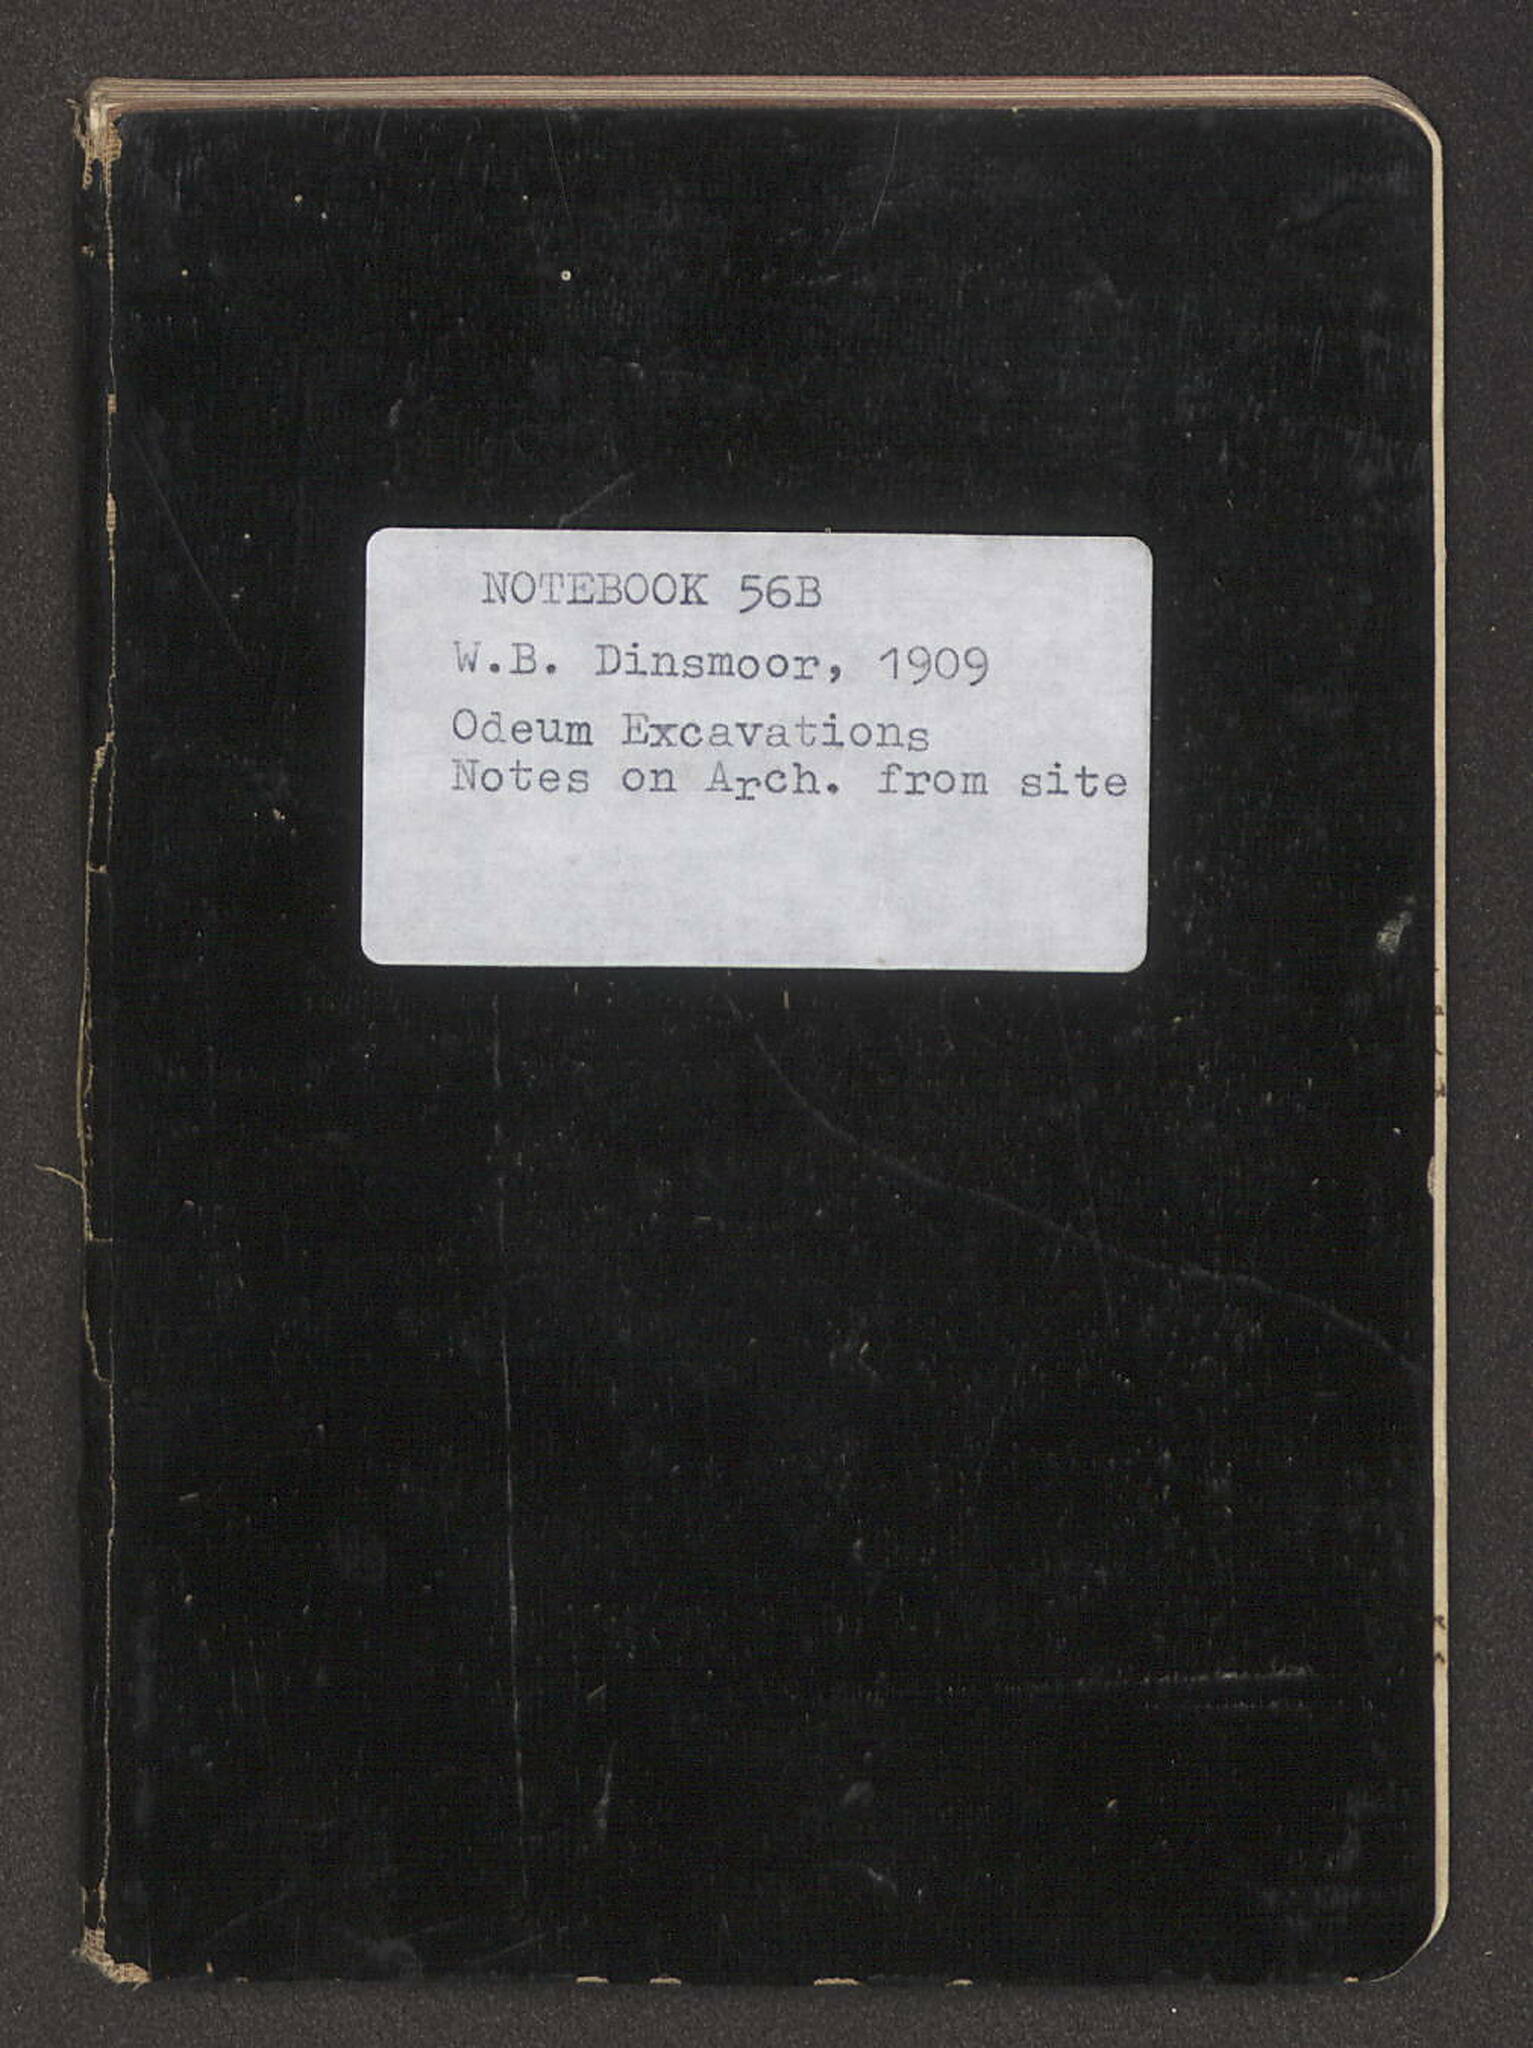 NOTEBOOK 56B
W.B. Dinsmoor, 1909
Odeum Excavations
Notes on Arch. from site